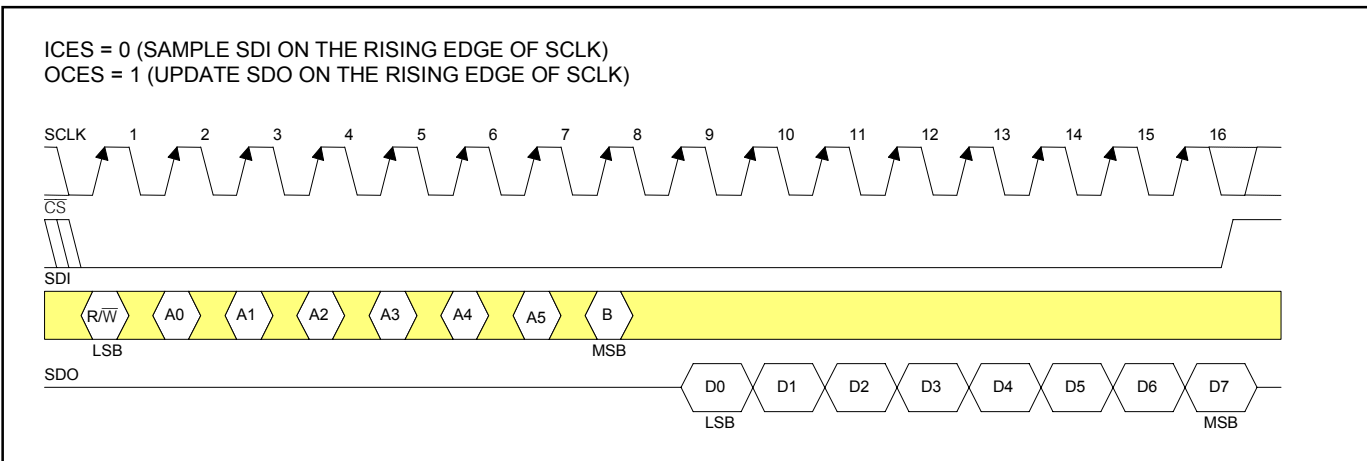 ICES = 0 (SAMPLE SDI ON THE RISING EDGE OF SCLK)
OCES = 1 (UPDATE SDO ON THE RISING EDGE OF SCLK)
SCLK 1 2 3 4 5 6 7 8 9 10 11 12 13 14 15 16
C̅S̅
SDI
R/W̅ A0 A1 A2 A3 A4 A5 B
LSB MSB
SDO
D0 D1 D2 D3 D4 D5 D6 D7
LSB MSB